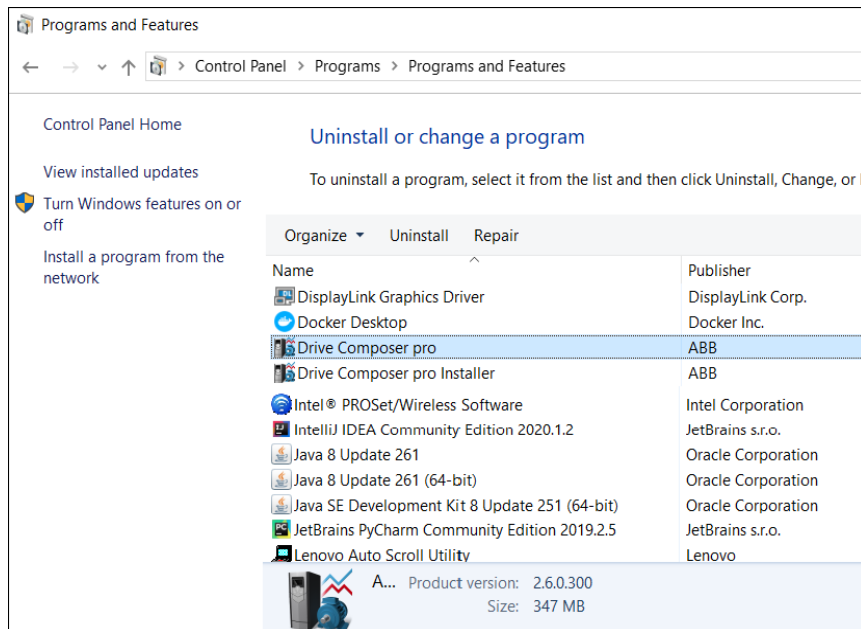 Programs and Features
Control Panel > Programs > Programs and Features
Control Panel Home
View installed updates
Turn Windows features on or
off
Install a program from the
network
Uninstall or change a program
To uninstall a program, select it from the list and then click Uninstall, Change, or
Organize Uninstall Repair
Name Publisher
DisplayLink Graphics Driver DisplayLink Corp.
Docker Desktop Docker Inc.
Drive Composer pro ABB
Drive Composer pro Installer ABB
Intel® PROSet/Wireless Software Intel Corporation
IntelliJ IDEA Community Edition 2020.1.2 JetBrains s.r.o.
Java 8 Update 261 Oracle Corporation
Java 8 Update 261 (64-bit) Oracle Corporation
Java SE Development Kit 8 Update 251 (64-bit) Oracle Corporation
JetBrains PyCharm Community Edition 2019.2.5 JetBrains s.r.o.
Lenovo Auto Scroll Utility Lenovo
A... Product version: 2.6.0.300
Size: 347 MB